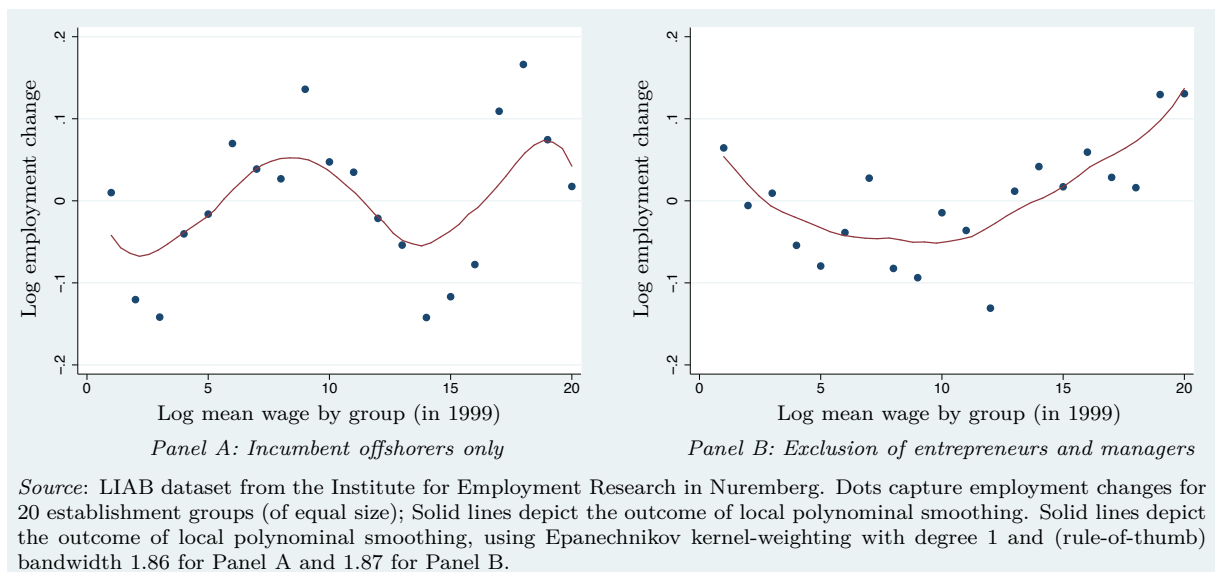 Log employment change
.2
.1
0
-.1
-.2
0 5 10 15 20
Log mean wage by group (in 1999)
Panel A: Incumbent offshorers only
Log employment change
.2
.1
0
-.1
-.2
0 5 10 15 20
Log mean wage by group (in 1999)
Panel B: Exclusion of entrepreneurs and managers
Source: LIAB dataset from the Institute for Employment Research in Nuremberg. Dots capture employment changes for
20 establishment groups (of equal size); Solid lines depict the outcome of local polynominal smoothing. Solid lines depict
the outcome of local polynominal smoothing, using Epanechnikov kernel-weighting with degree 1 and (rule-of-thumb)
bandwidth 1.86 for Panel A and 1.87 for Panel B.